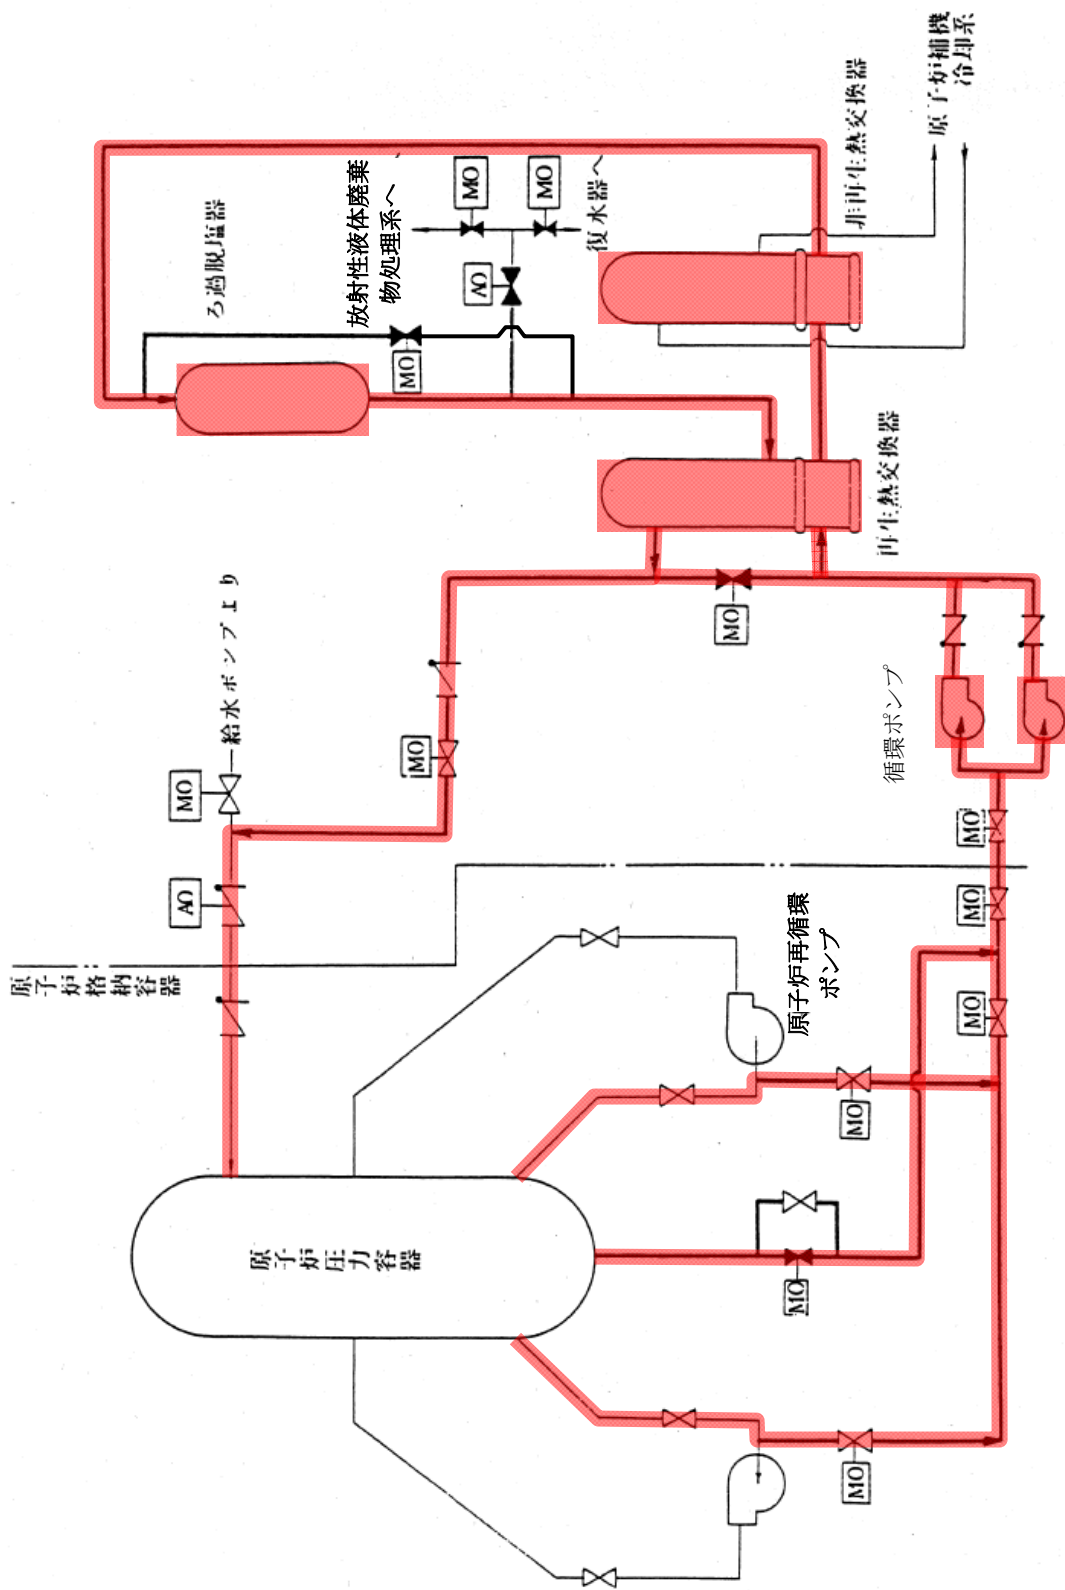 原子炉補機
冷却系
非再生熱交換器
放射性液体廃棄
物処理系へ
MO
MO
復水器へ
AO
ろ過脱塩器
MO
再生熱交換器
MO
給水ポンプより
MO
MO
循環ポンプ
MO
AO
MO
原子炉格納容器
原子炉再循環
ポンプ
MO
MO
原子炉圧力容器
MO
MO